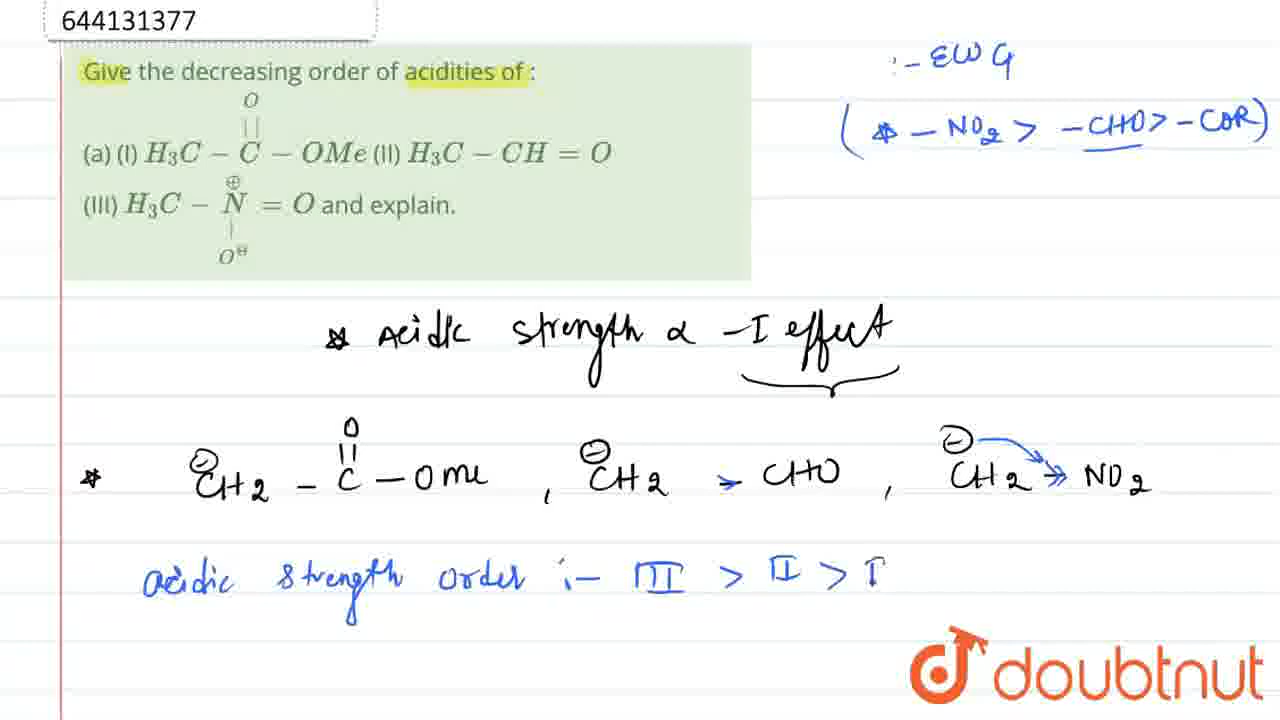 644131377
Give the decreasing order of acidities of :
O
||
(a) (I) H₃C − C − OMe (II) H₃C − CH = O
⊕
(III) H₃C − N = O and explain.
|
O⊖
:- EWG
(* - NO₂ > -CHO > - COR)
* Acidic strength α -I effect
O
||
* ⊖CH₂ - C - OMe , ⊖CH₂ - CHO , ⊖CH₂ → NO₂
acidic strength order :- III > II > I
doubtnut